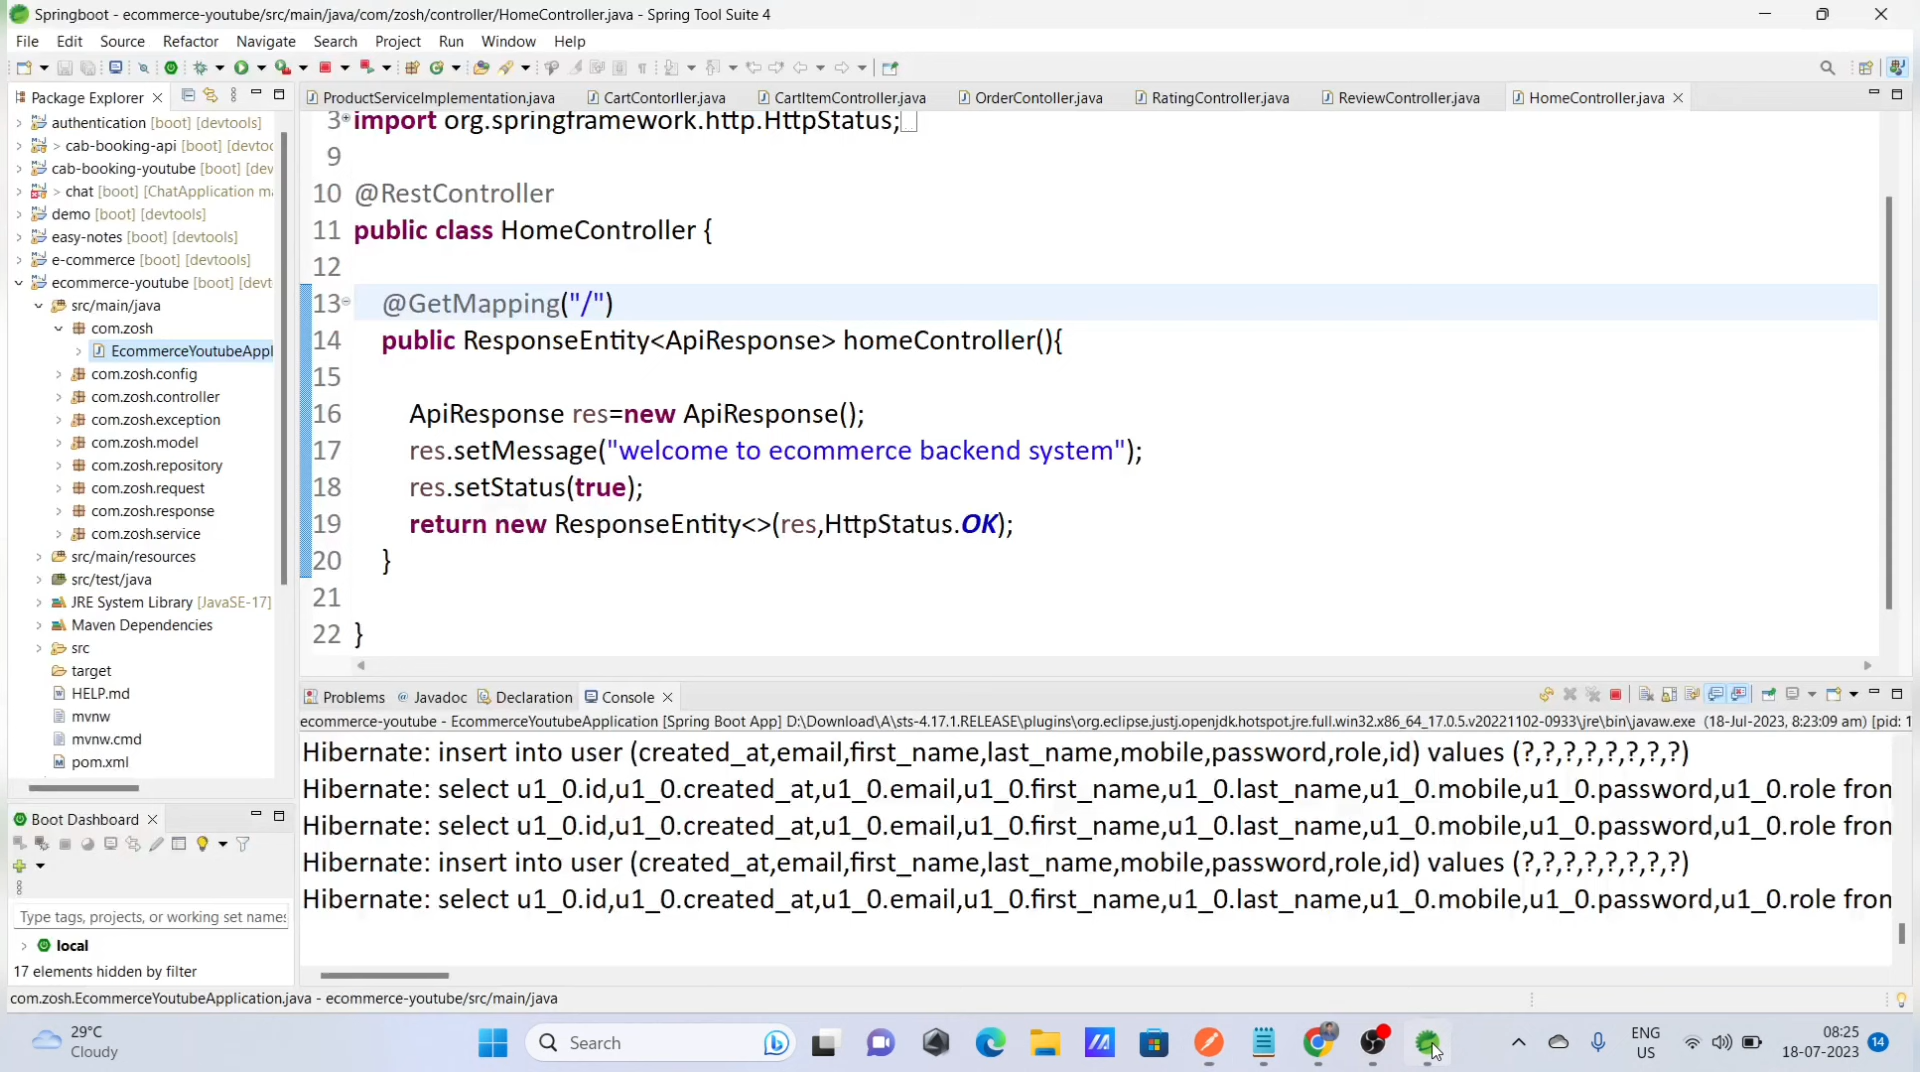 Springboot - ecommerce-youtube/src/main/java/com/zosh/controller/HomeController.java - Spring Tool Suite 4
File Edit Source Refactor Navigate Search Project Run Window Help
Package Explorer
authentication [boot] [devtools]
> cab-booking-api [boot] [devtoo
cab-booking-youtube [boot] [dev
> chat [boot] [ChatApplication ma
demo [boot] [devtools]
easy-notes [boot] [devtools]
e-commerce [boot] [devtools]
ecommerce-youtube [boot] [devt
src/main/java
com.zosh
EcommerceYoutubeAppl
com.zosh.config
com.zosh.controller
com.zosh.exception
com.zosh.model
com.zosh.repository
com.zosh.request
com.zosh.response
com.zosh.service
src/main/resources
src/test/java
JRE System Library [JavaSE-17]
Maven Dependencies
src
target
HELP.md
mvnw
mvnw.cmd
pom.xml
Boot Dashboard
Type tags, projects, or working set names
local
17 elements hidden by filter
ProductServiceImplementation.java CartContorller.java CartItemController.java OrderContoller.java RatingController.java ReviewController.java HomeController.java
3 import org.springframework.http.HttpStatus;
9
10 @RestController
11 public class HomeController {
12
13 @GetMapping("/")
14 public ResponseEntity<ApiResponse> homeController(){
15
16 ApiResponse res=new ApiResponse();
17 res.setMessage("welcome to ecommerce backend system");
18 res.setStatus(true);
19 return new ResponseEntity<>(res,HttpStatus.OK);
20 }
21
22 }
Problems Javadoc Declaration Console
ecommerce-youtube - EcommerceYoutubeApplication [Spring Boot App] D:\Download\A\sts-4.17.1.RELEASE\plugins\org.eclipse.justj.openjdk.hotspot.jre.full.win32.x86_64_17.0.5.v20221102-0933\jre\bin\javaw.exe (18-Jul-2023, 8:23:09 am) [pid: 1
Hibernate: insert into user (created_at,email,first_name,last_name,mobile,password,role,id) values (?,?,?,?,?,?,?,?)
Hibernate: select u1_0.id,u1_0.created_at,u1_0.email,u1_0.first_name,u1_0.last_name,u1_0.mobile,u1_0.password,u1_0.role fron
Hibernate: select u1_0.id,u1_0.created_at,u1_0.email,u1_0.first_name,u1_0.last_name,u1_0.mobile,u1_0.password,u1_0.role fron
Hibernate: insert into user (created_at,email,first_name,last_name,mobile,password,role,id) values (?,?,?,?,?,?,?,?)
Hibernate: select u1_0.id,u1_0.created_at,u1_0.email,u1_0.first_name,u1_0.last_name,u1_0.mobile,u1_0.password,u1_0.role fron
com.zosh.EcommerceYoutubeApplication.java - ecommerce-youtube/src/main/java
29°C
Cloudy
Search
ENG
US
08:25
18-07-2023
14